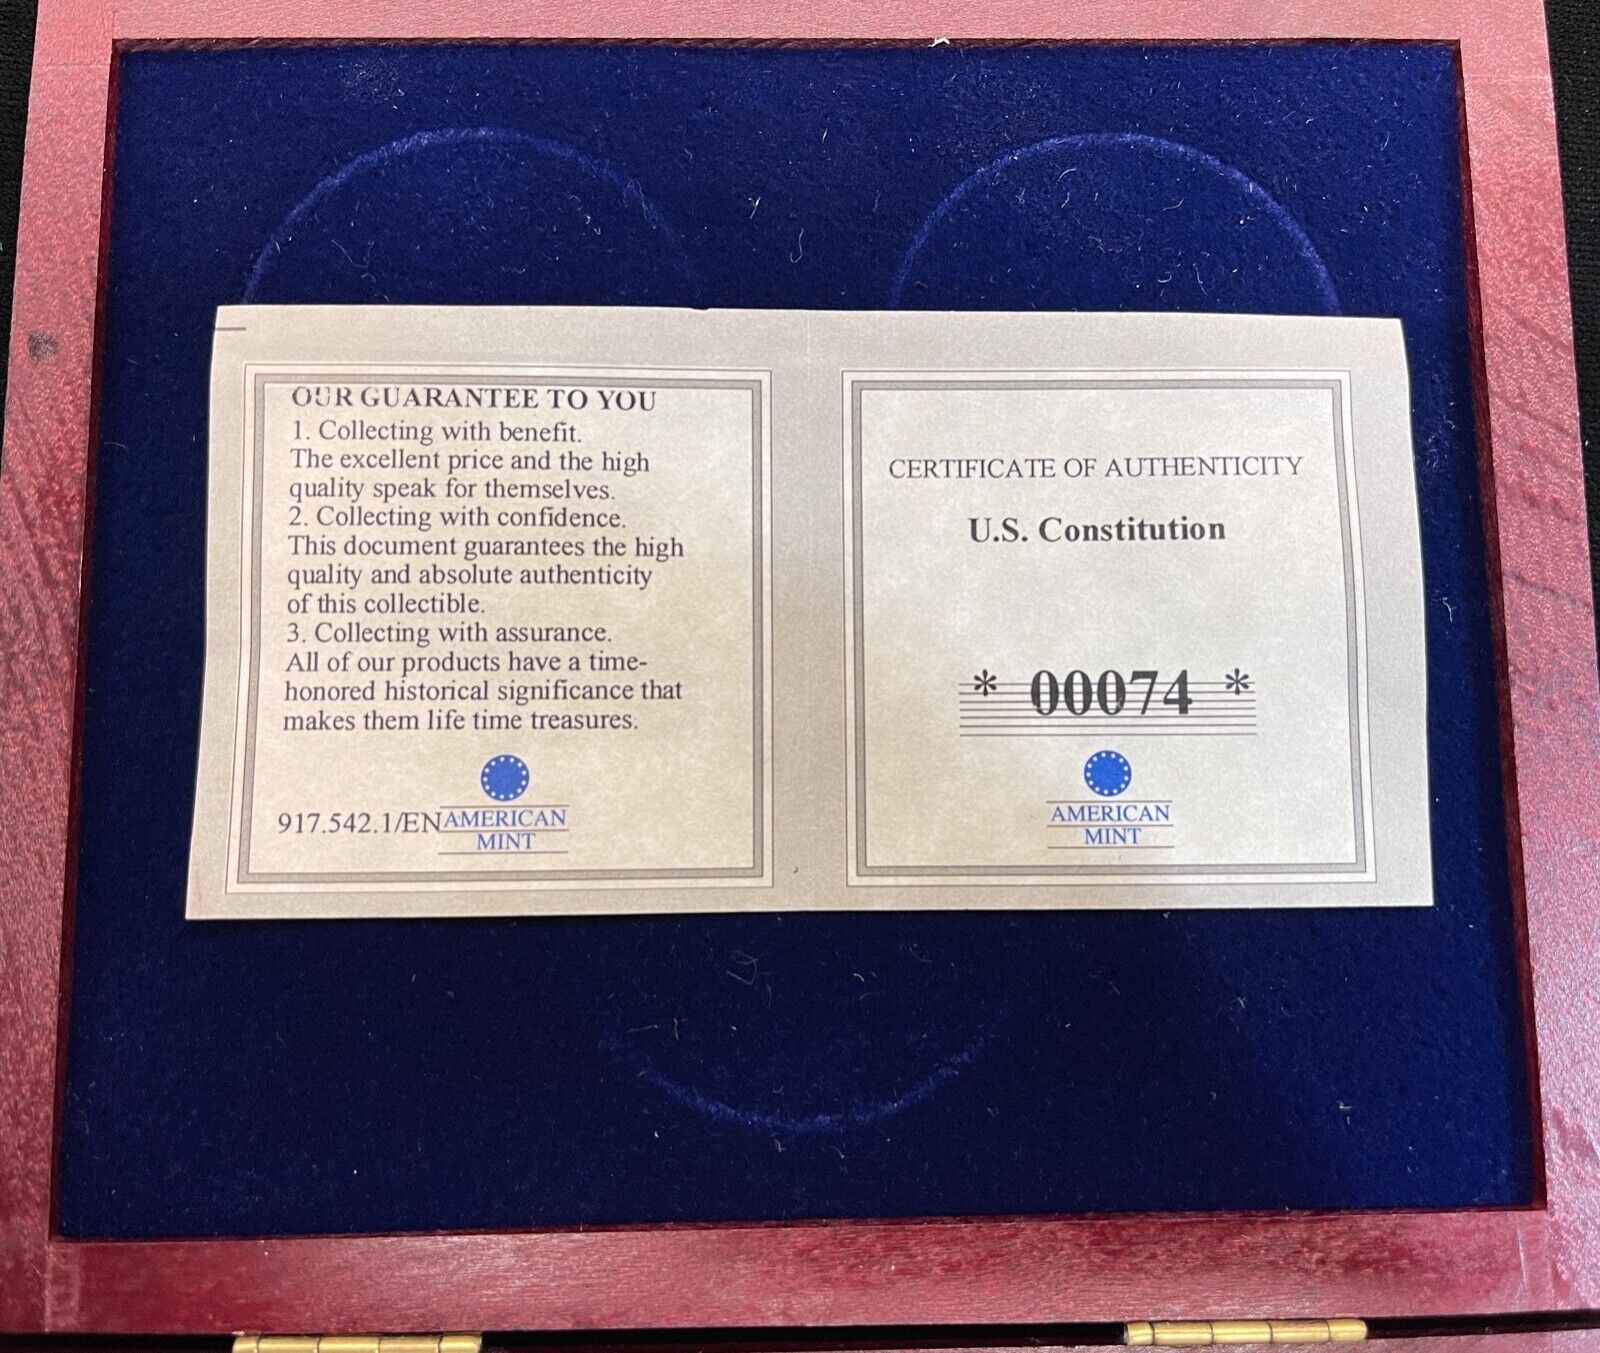 OUR GUARANTEE TO YOU
1. Collecting with benefit.
The excellent price and the high
quality speak for themselves.
2. Collecting with confidence.
This document guarantees the high
quality and absolute authenticity
of this collectible.
3. Collecting with assurance.
All of our products have a time-
honored historical significance that
makes them life time treasures.
917.542.1/EN AMERICAN
MINT
CERTIFICATE OF AUTHENTICITY
U.S. Constitution
* 00074 *
AMERICAN
MINT